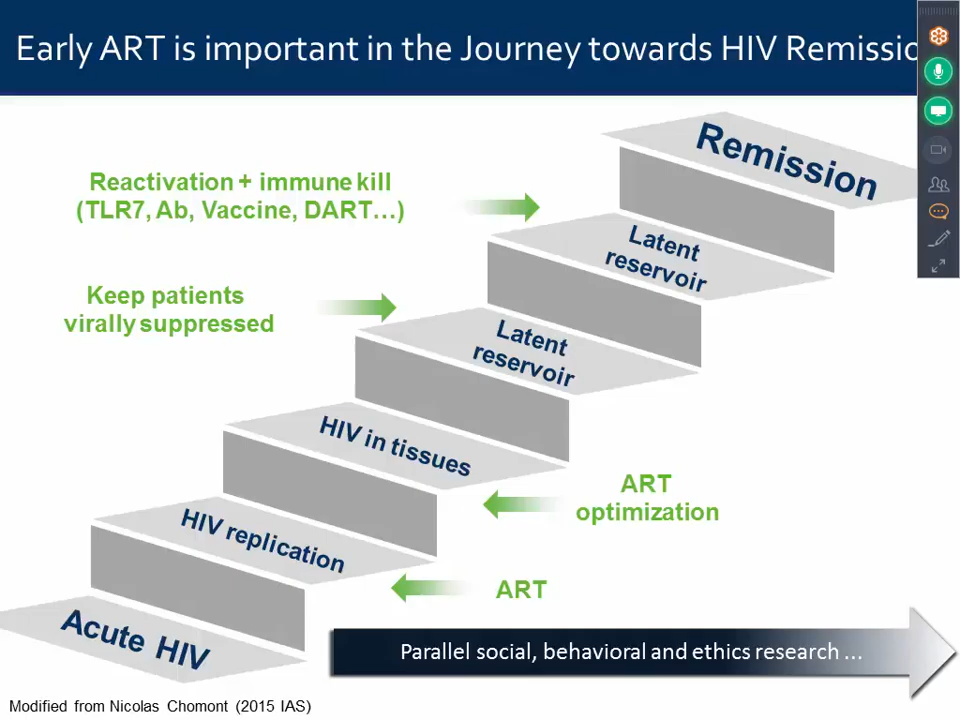 Early ART is important in the Journey towards HIV Remissio
Remission
Reactivation + immune kill
(TLR7, Ab, Vaccine, DART…)
Latent
reservoir
Keep patients
virally suppressed
Latent
reservoir
HIV in tissues
ART
optimization
HIV replication
ART
Acute HIV
Parallel social, behavioral and ethics research ...
Modified from Nicolas Chomont (2015 IAS)